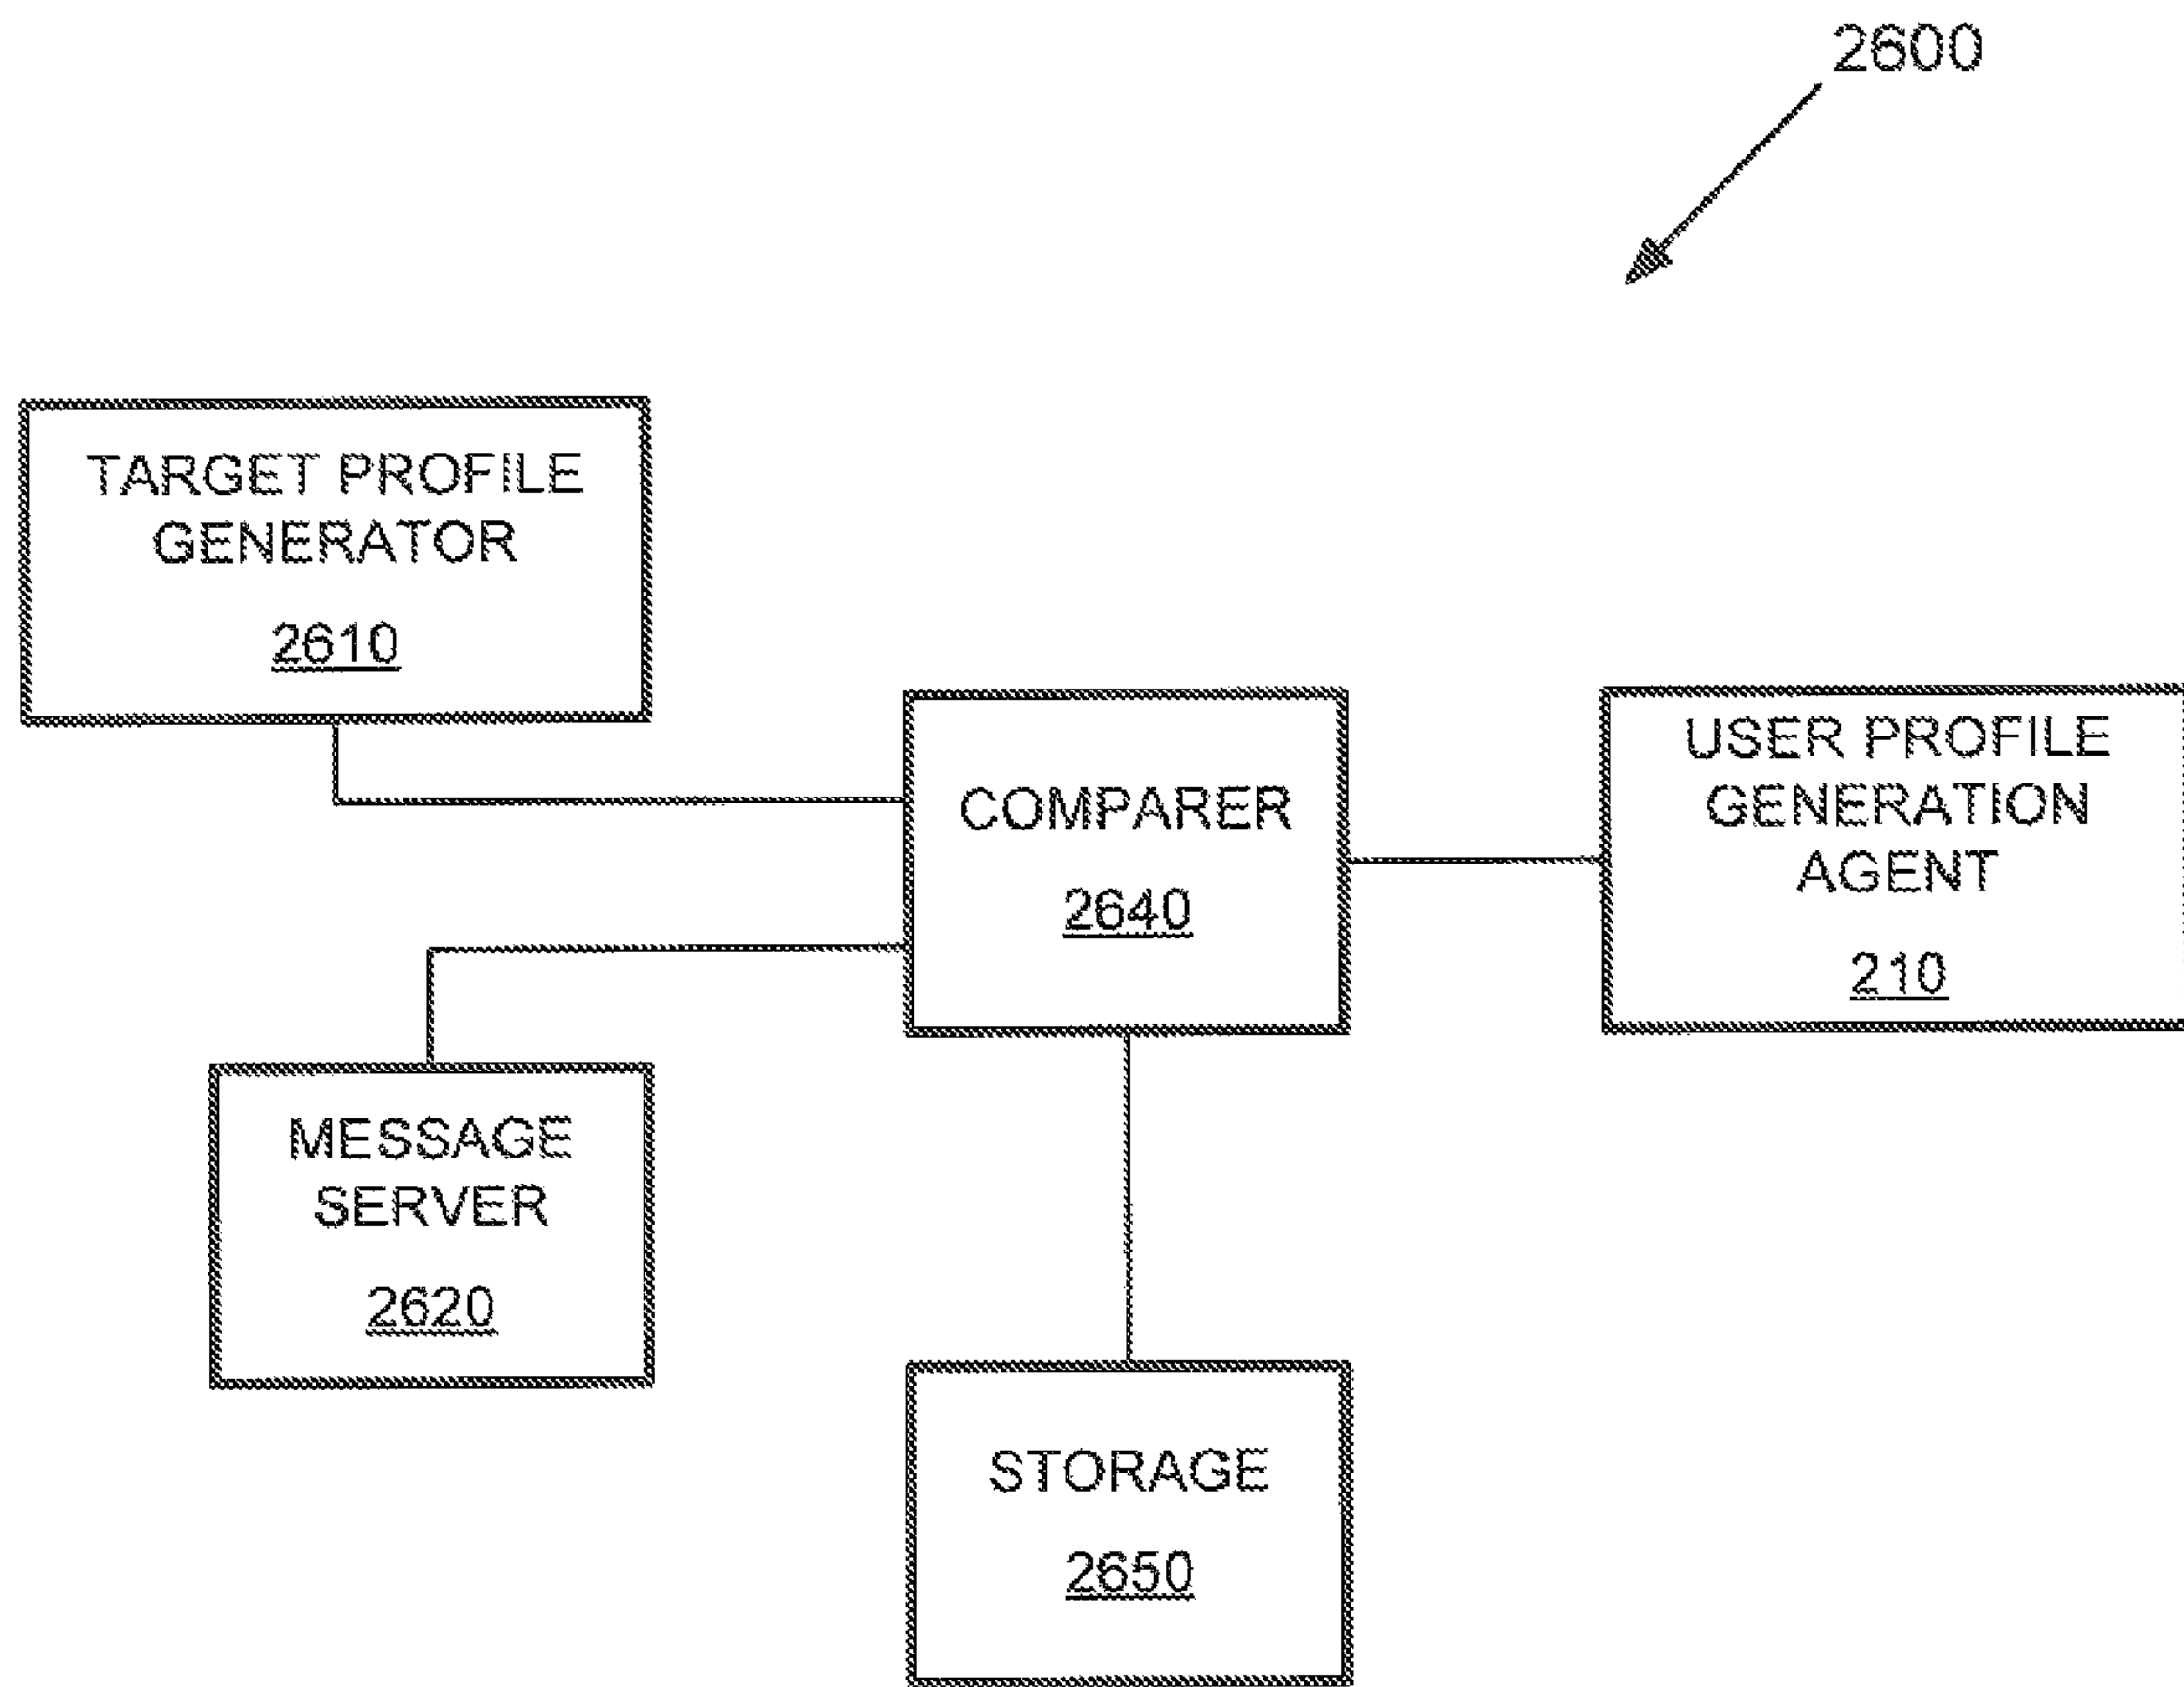 2600
TARGET PROFILE
GENERATOR
2610
COMPARER
2640
USER PROFILE
GENERATION
AGENT
210
MESSAGE
SERVER
2620
STORAGE
2650